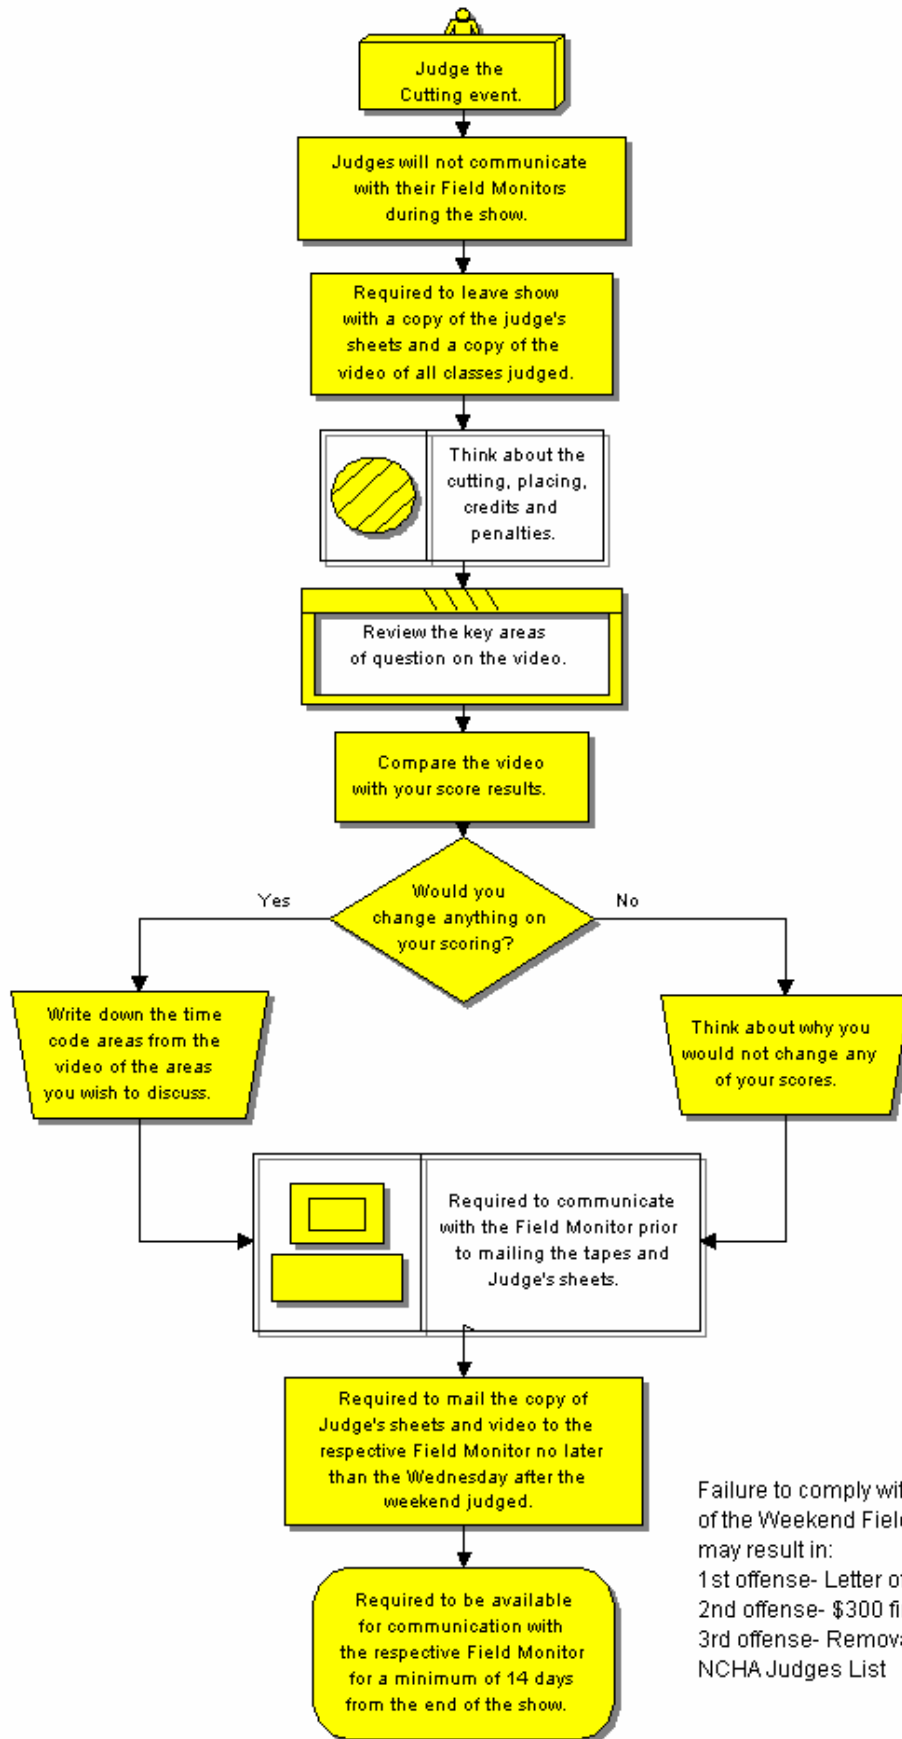 Judge the
Cutting event.
Judges will not communicate
with their Field Monitors
during the show.
Required to leave show
with a copy of the judge's
sheets and a copy of the
video of all classes judged.
Think about the
cutting, placing,
credits and
penalties.
Review the key areas
of question on the video.
Compare the video
with your score results.
Would you
change anything on
your scoring?
Yes
No
Write down the time
code areas from the
video of the areas
you wish to discuss.
Think about why you
would not change any
of your scores.
Required to communicate
with the Field Monitor prior
to mailing the tapes and
Judge's sheets.
Required to mail the copy of
Judge's sheets and video to the
respective Field Monitor no later
than the Wednesday after the
weekend judged.
Required to be available
for communication with
the respective Field Monitor
for a minimum of 14 days
from the end of the show.
Failure to comply
of the Weekend Field
may result in:
1st offense- Letter
2nd offense- $300
3rd offense-
NCHA Judges List